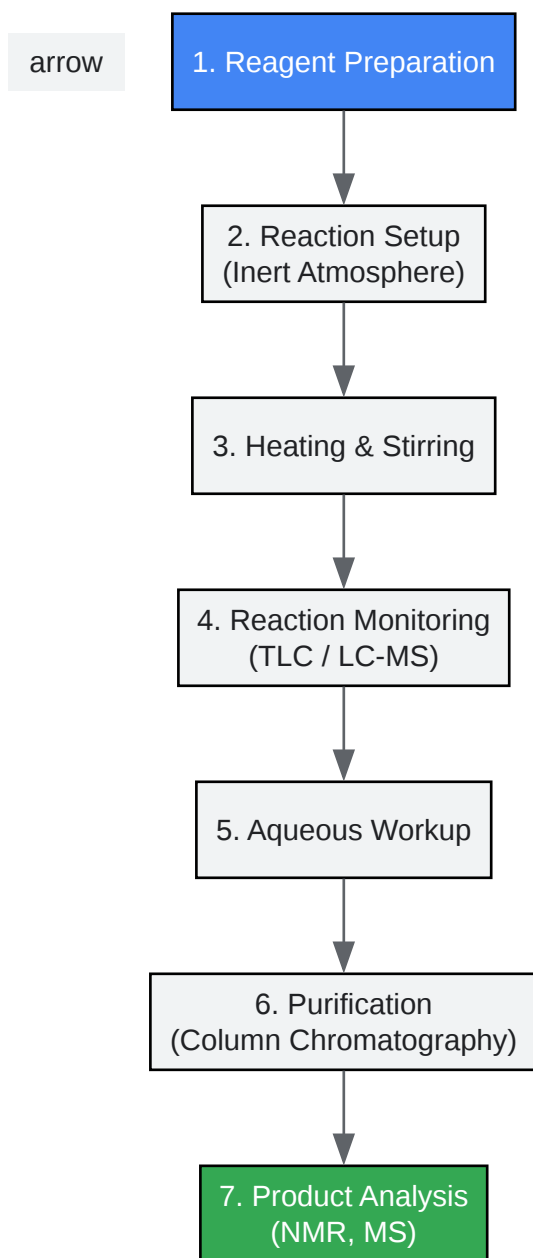 arrow
1. Reagent Preparation
2. Reaction Setup
(Inert Atmosphere)
3. Heating & Stirring
4. Reaction Monitoring
(TLC / LC-MS)
5. Aqueous Workup
6. Purification
(Column Chromatography)
7. Product Analysis
(NMR, MS)